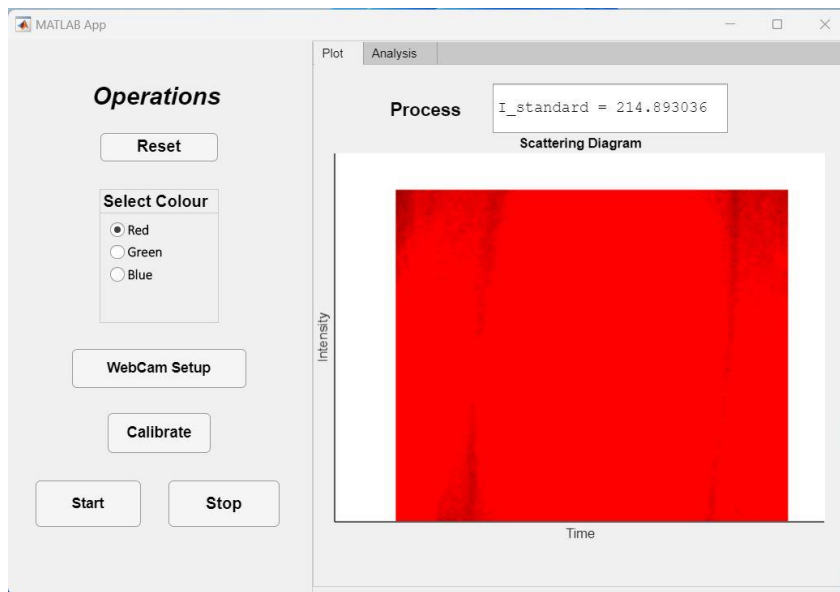 MATLAB App
Plot
Analysis
Operations
Process
I_standard = 214.893036
Reset
Scattering Diagram
Select Colour
Red
Green
Blue
Intensity
WebCam Setup
Calibrate
Start
Stop
Time